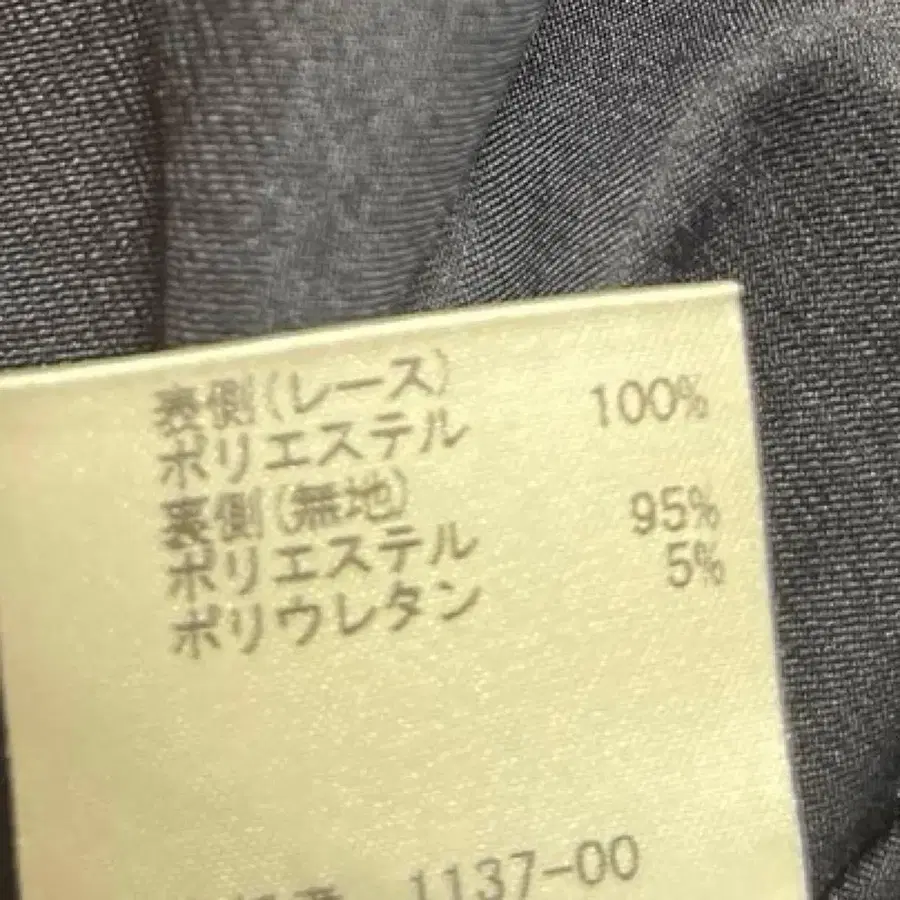 表側(レース)
ポリエステル 100%
裏側(無地)
ポリエステル 95%
ポリウレタン 5%
1137-00